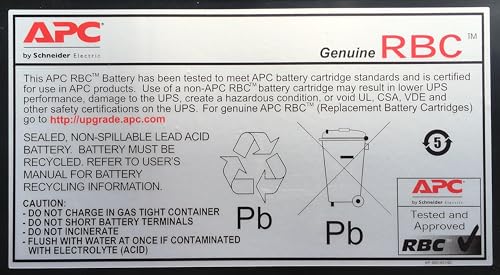 APC
by Schneider Electric
Genuine RBC™
This APC RBC™ Battery has been tested to meet APC battery cartridge standards and is certified
for use in APC products. Use of a non-APC RBC™ battery cartridge may result in lower UPS
performance, damage to the UPS, create a hazardous condition, or void UL, CSA, VDE and
other safety certifications on the UPS. For genuine APC RBC™ (Replacement Battery Cartridges)
go to http://upgrade.apc.com
SEALED, NON-SPILLABLE LEAD ACID
BATTERY. BATTERY MUST BE
RECYCLED. REFER TO USER'S
MANUAL FOR BATTERY
RECYCLING INFORMATION.
CAUTION:
- DO NOT CHARGE IN GAS TIGHT CONTAINER
- DO NOT SHORT BATTERY TERMINALS
- DO NOT INCINERATE
- FLUSH WITH WATER AT ONCE IF CONTAMINATED
WITH ELECTROLYTE (ACID)
Pb
Pb
5
APC
by Schneider Electric
Tested and
Approved
RBC